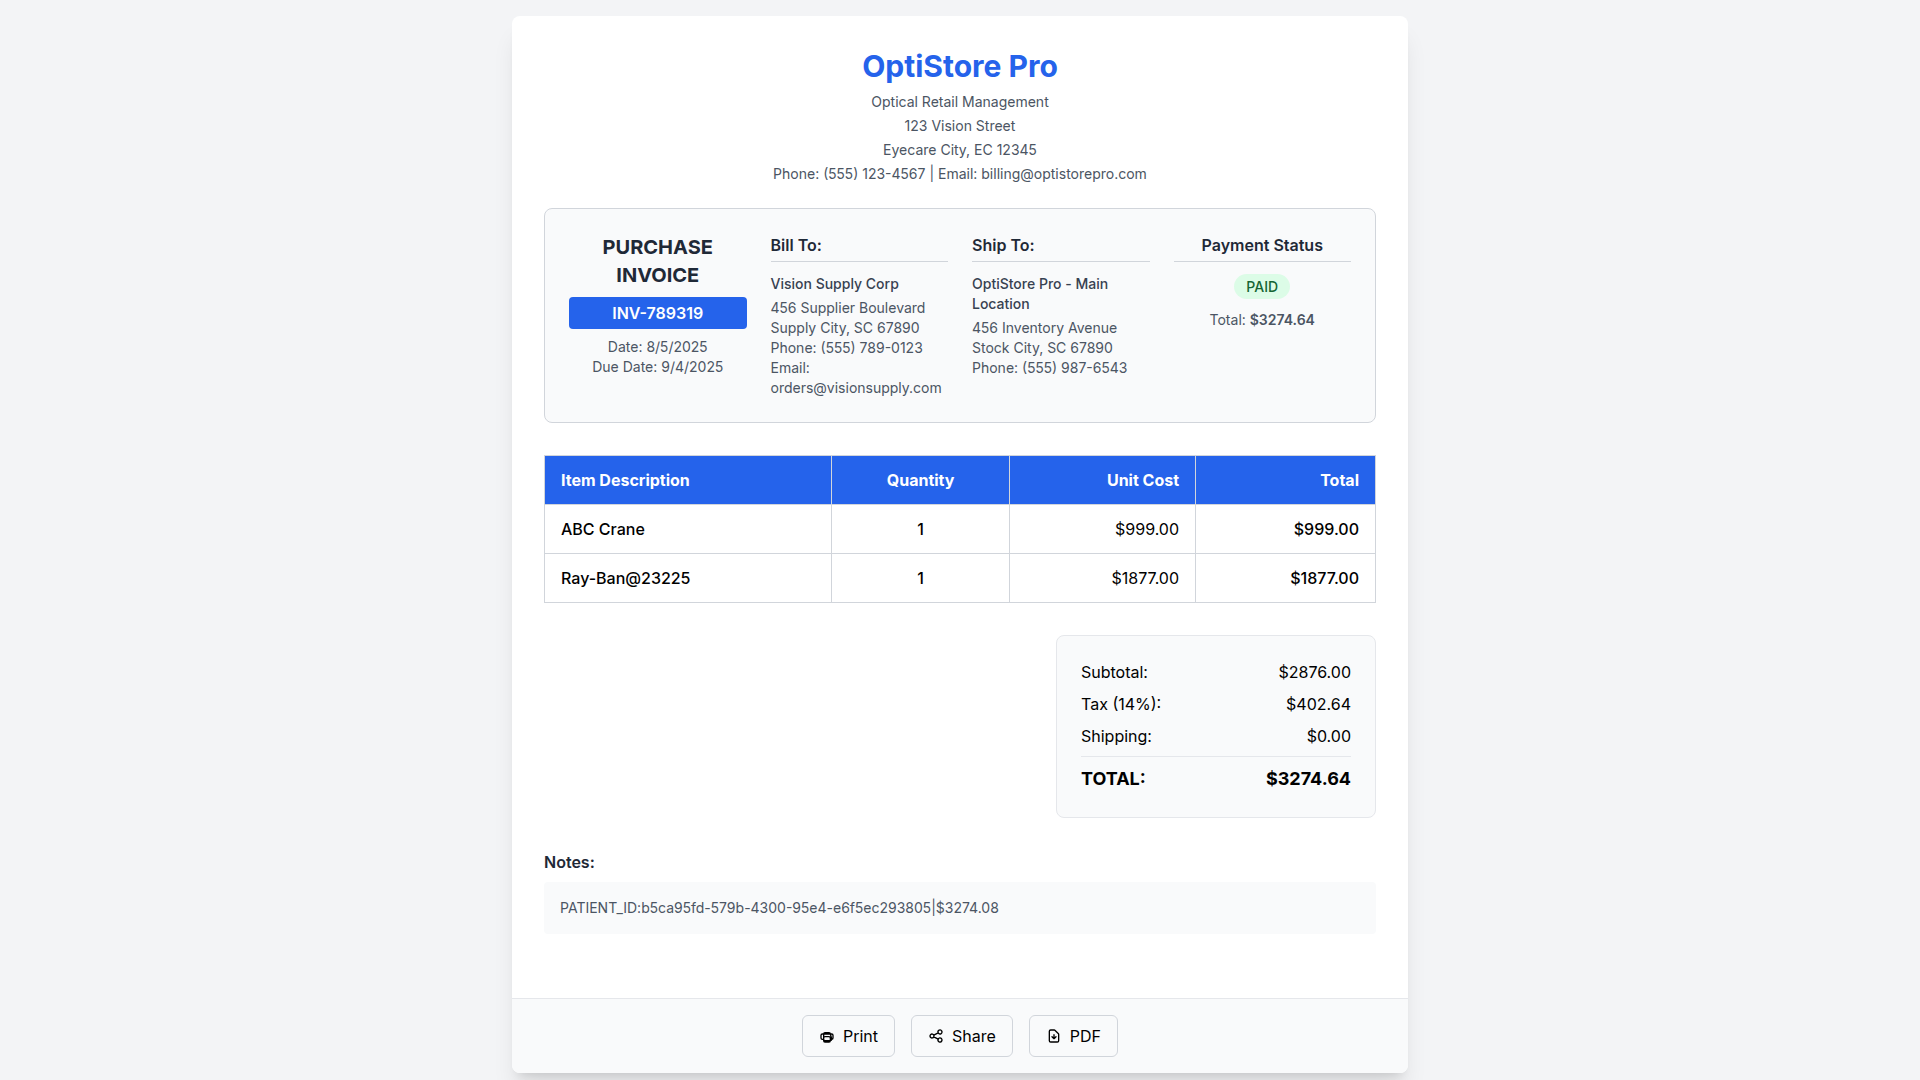 OptiStore Pro
Optical Retail Management
123 Vision Street
Eyecare City, EC 12345
Phone: (555) 123-4567 | Email: billing@optistorepro.com
PURCHASE
INVOICE
INV-789319
Date: 8/5/2025
Due Date: 9/4/2025
Bill To:
Vision Supply Corp
456 Supplier Boulevard
Supply City, SC 67890
Phone: (555) 789-0123
Email:
orders@visionsupply.com
Ship To:
OptiStore Pro - Main
Location
456 Inventory Avenue
Stock City, SC 67890
Phone: (555) 987-6543
Payment Status
PAID
Total: $3274.64
Item Description Quantity Unit Cost Total
ABC Crane 1 $999.00 $999.00
Ray-Ban@23225 1 $1877.00 $1877.00
Subtotal: $2876.00
Tax (14%): $402.64
Shipping: $0.00
TOTAL: $3274.64
Notes:
PATIENT_ID:b5ca95fd-579b-4300-95e4-e6f5ec293805|$3274.08
Print
Share
PDF